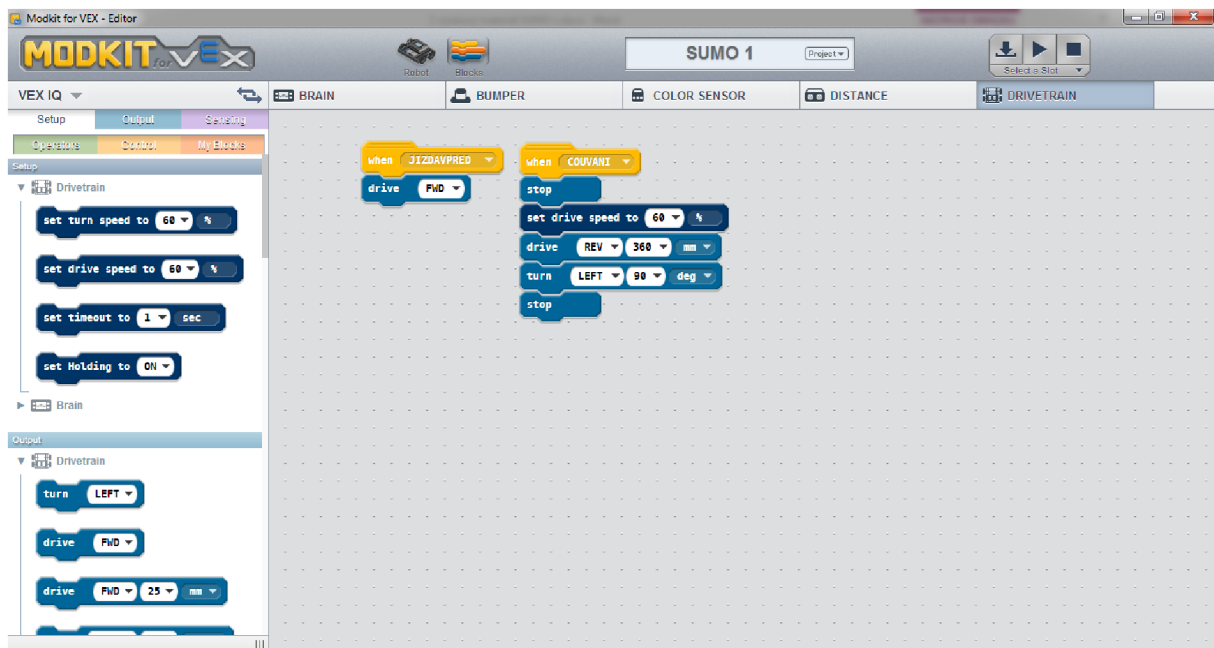 Modkit for VEX - Editor
MODKIT for VEX
Robot
Blocks
SUMO 1
Project
Select a Slot
VEX IQ
BRAIN
BUMPER
COLOR SENSOR
DISTANCE
DRIVETRAIN
Setup Output Sensing
Operators Control My Blocks
Setup
Drivetrain
set turn speed to 60 %
set drive speed to 60 %
set timeout to 1 sec
set Holding to ON
Brain
Output
Drivetrain
turn LEFT
drive FWD
drive FWD 25 mm
when JIZDAVPRED
drive FWD
when COUVANI
stop
set drive speed to 60 %
drive REV 360 mm
turn LEFT 90 deg
stop